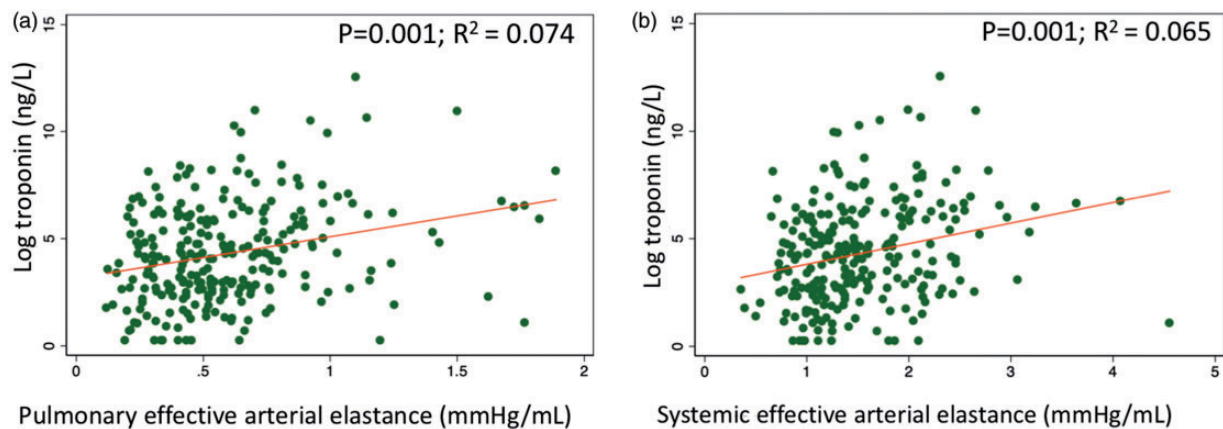 (a)
P=0.001; R² = 0.074
Log troponin (ng/L)
15
10
5
0
0
.5
1
1.5
2
Pulmonary effective arterial elastance (mmHg/mL)
(b)
P=0.001; R² = 0.065
Log troponin (ng/L)
15
10
5
0
0
1
2
3
4
5
Systemic effective arterial elastance (mmHg/mL)